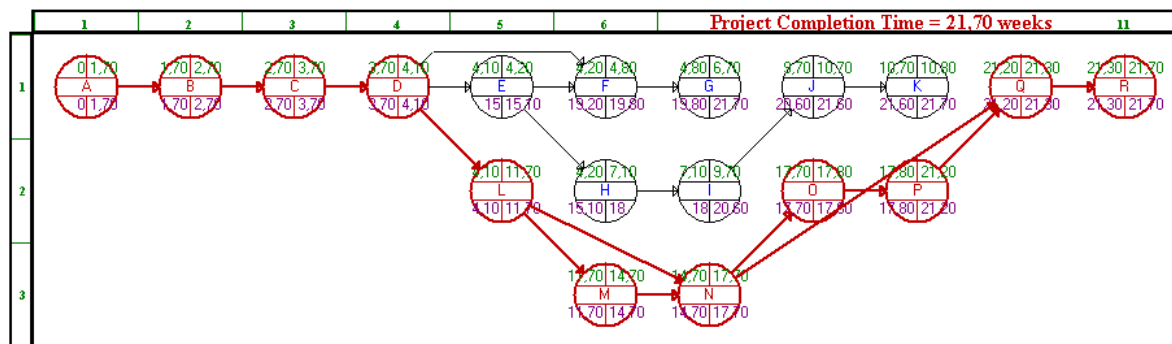 1 2 3 4 5 6 Project Completion Time = 21,70 weeks 11
0 1,70 1,70 2,70 2,70 3,70 3,70 4,10 4,10 4,20 4,20 4,80 4,80 6,70 9,70 10,70 10,70 10,80 21,20 21,30 21,30 21,70
1 A B C D E F G J K Q R
0 1,70 1,70 2,70 2,70 3,70 3,70 4,10 15 15,10 19,20 19,80 19,80 21,70 20,60 21,60 21,60 21,70 21,20 21,30 21,30 21,70
4,10 11,70 4,20 7,10 7,10 9,70 17,70 17,80 17,80 21,20
2 L H I O P
4,10 11,70 15,10 18 18 20,60 17,70 17,80 17,80 21,20
11,70 14,70 14,70 17,70
3 M N
11,70 14,70 14,70 17,70